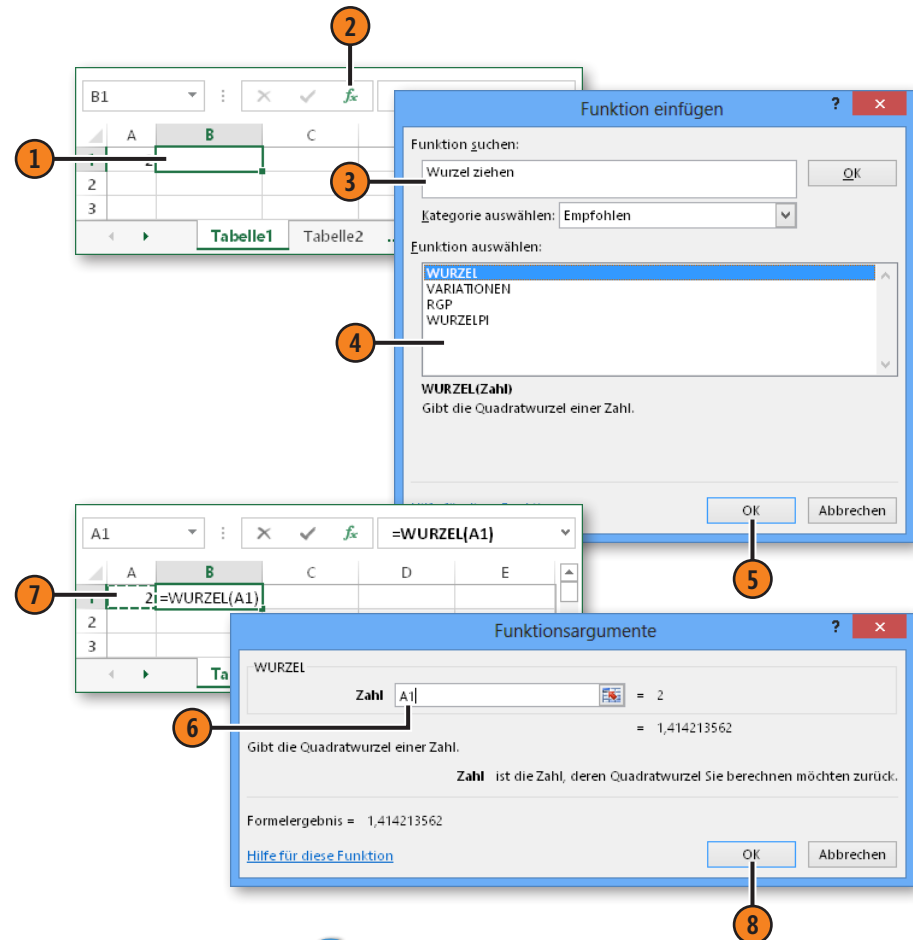 2
B1
fx
A B C
1
2
2
3
Tabelle1 Tabelle2 ...
Funktion einfügen ? ×
Funktion suchen:
3
Wurzel ziehen
OK
Kategorie auswählen: Empfohlen
Funktion auswählen:
WURZEL
VARIATIONEN
RGP
WURZELPI
4
WURZEL(Zahl)
Gibt die Quadratwurzel einer Zahl.
OK Abbrechen
5
A1
fx
=WURZEL(A1)
A B C D E
7
2 =WURZEL(A1)
2
3
Ta
Funktionsargumente ? ×
WURZEL
Zahl A1 = 2
= 1,414213562
6
Gibt die Quadratwurzel einer Zahl.
Zahl ist die Zahl, deren Quadratwurzel Sie berechnen möchten zurück.
Formelergebnis = 1,414213562
Hilfe für diese Funktion
OK Abbrechen
8